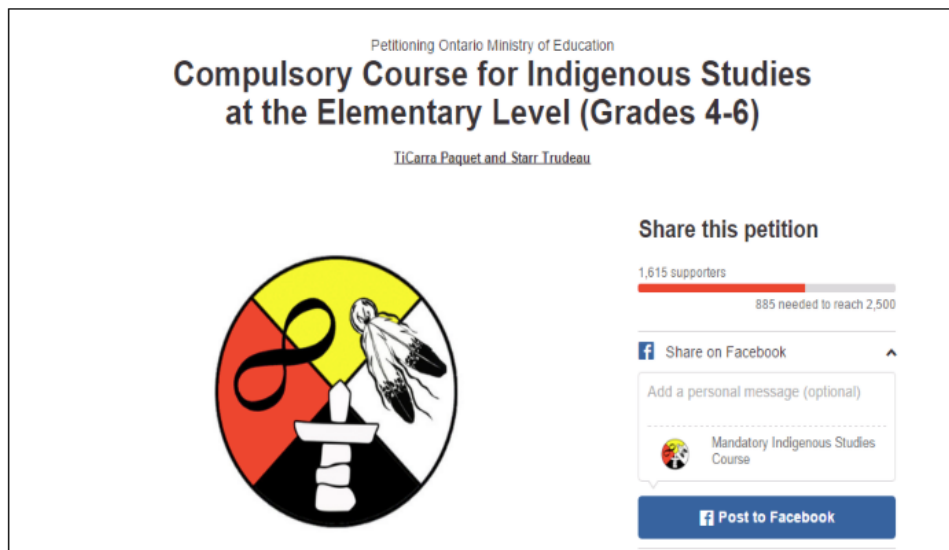 Petitioning Ontario Ministry of Education
Compulsory Course for Indigenous Studies
at the Elementary Level (Grades 4-6)
TiCarra Paquet and Starr Trudeau
Share this petition
1,615 supporters
885 needed to reach 2,500
Share on Facebook
Add a personal message (optional)
Mandatory Indigenous Studies
Course
Post to Facebook